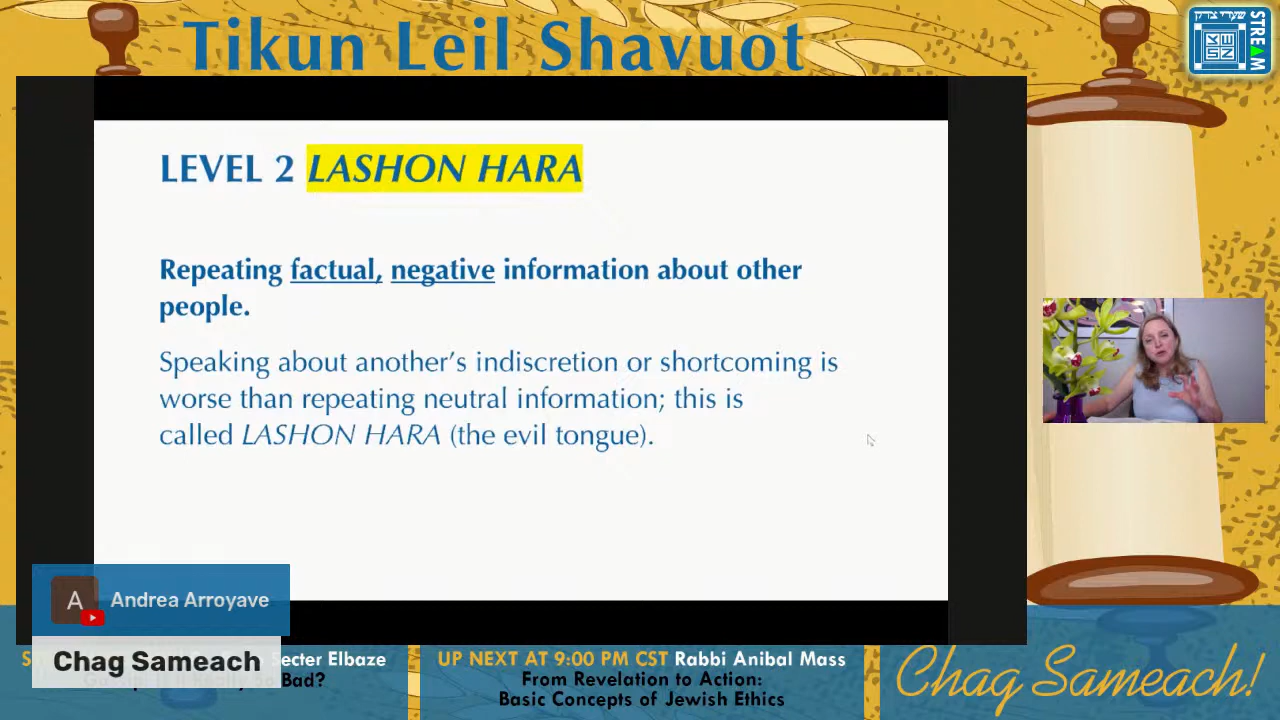 Tikun Leil Shavuot
שערי צדק
STREAM
LEVEL 2 LASHON HARA
Repeating factual, negative information about other
people.
Speaking about another’s indiscretion or shortcoming is
worse than repeating neutral information; this is
called LASHON HARA (the evil tongue).
A
Andrea Arroyave
Chag Sameach
Secter Elbaze
Bad?
UP NEXT AT 9:00 PM CST Rabbi Anibal Mass
From Revelation to Action:
Basic Concepts of Jewish Ethics
Chag Sameach!